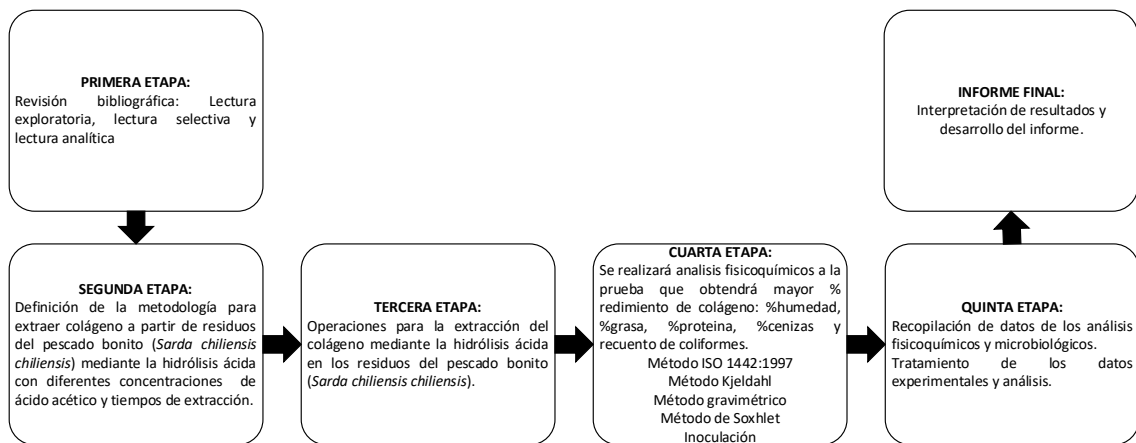 PRIMERA ETAPA:
Revisión bibliográfica: Lectura
exploratoria, lectura selectiva y
lectura analítica
SEGUNDA ETAPA:
Definición de la metodología para
extraer colágeno a partir de residuos
del pescado bonito (Sarda chiliensis
chiliensis) mediante la hidrólisis ácida
con diferentes concentraciones de
ácido acético y tiempos de extracción.
TERCERA ETAPA:
Operaciones para la extracción del
colágeno mediante la hidrólisis ácida
en los residuos del pescado bonito
(Sarda chiliensis chiliensis).
CUARTA ETAPA:
Se realizará analisis fisicoquímicos a la
prueba que obtendrá mayor %
redimiento de colágeno: %humedad,
%grasa, %proteina, %cenizas y
recuento de coliformes.
Método ISO 1442:1997
Método Kjeldahl
Método gravimétrico
Método de Soxhlet
Inoculación
QUINTA ETAPA:
Recopilación de datos de los análisis
fisicoquímicos y microbiológicos.
Tratamiento de los datos
experimentales y análisis.
INFORME FINAL:
Interpretación de resultados y
desarrollo del informe.